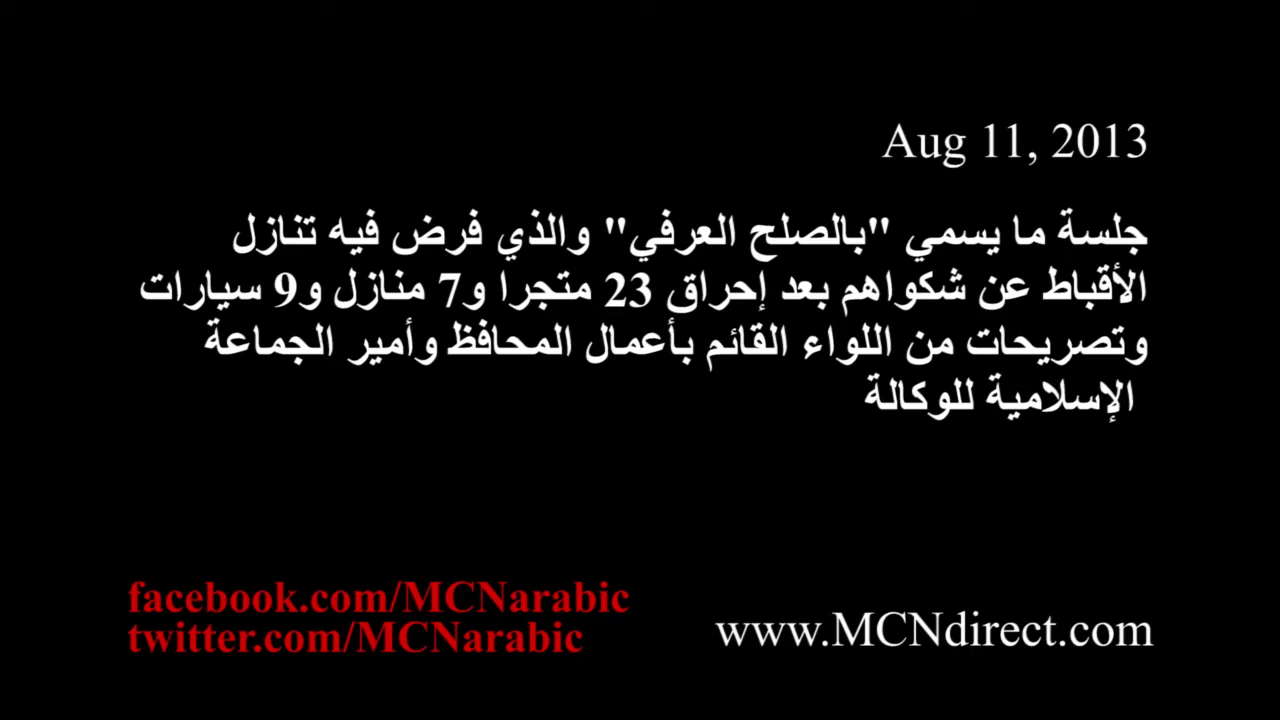 Aug 11, 2013
جلسة ما يسمي "بالصلح العرفي" والذي فرض فيه تنازل
الأقباط عن شكواهم بعد إحراق 23 متجرا و7 منازل و9 سيارات
وتصريحات من اللواء القائم بأعمال المحافظ وأمير الجماعة
الإسلامية للوكالة
facebook.com/MCNarabic
twitter.com/MCNarabic
www.MCNdirect.com